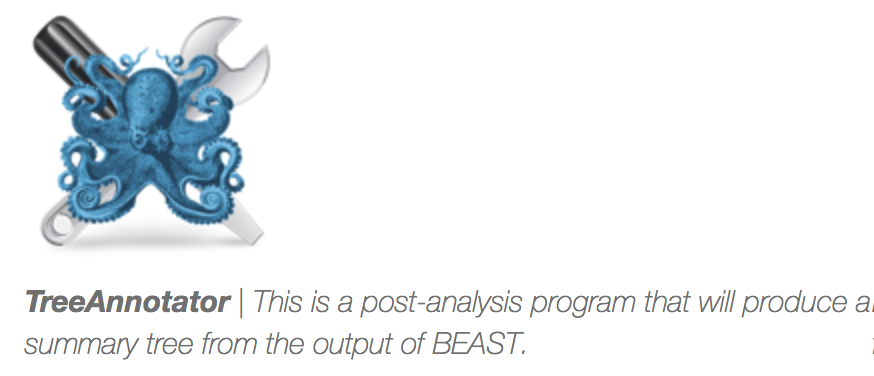 TreeAnnotator | This is a post-analysis program that will produce a
summary tree from the output of BEAST.